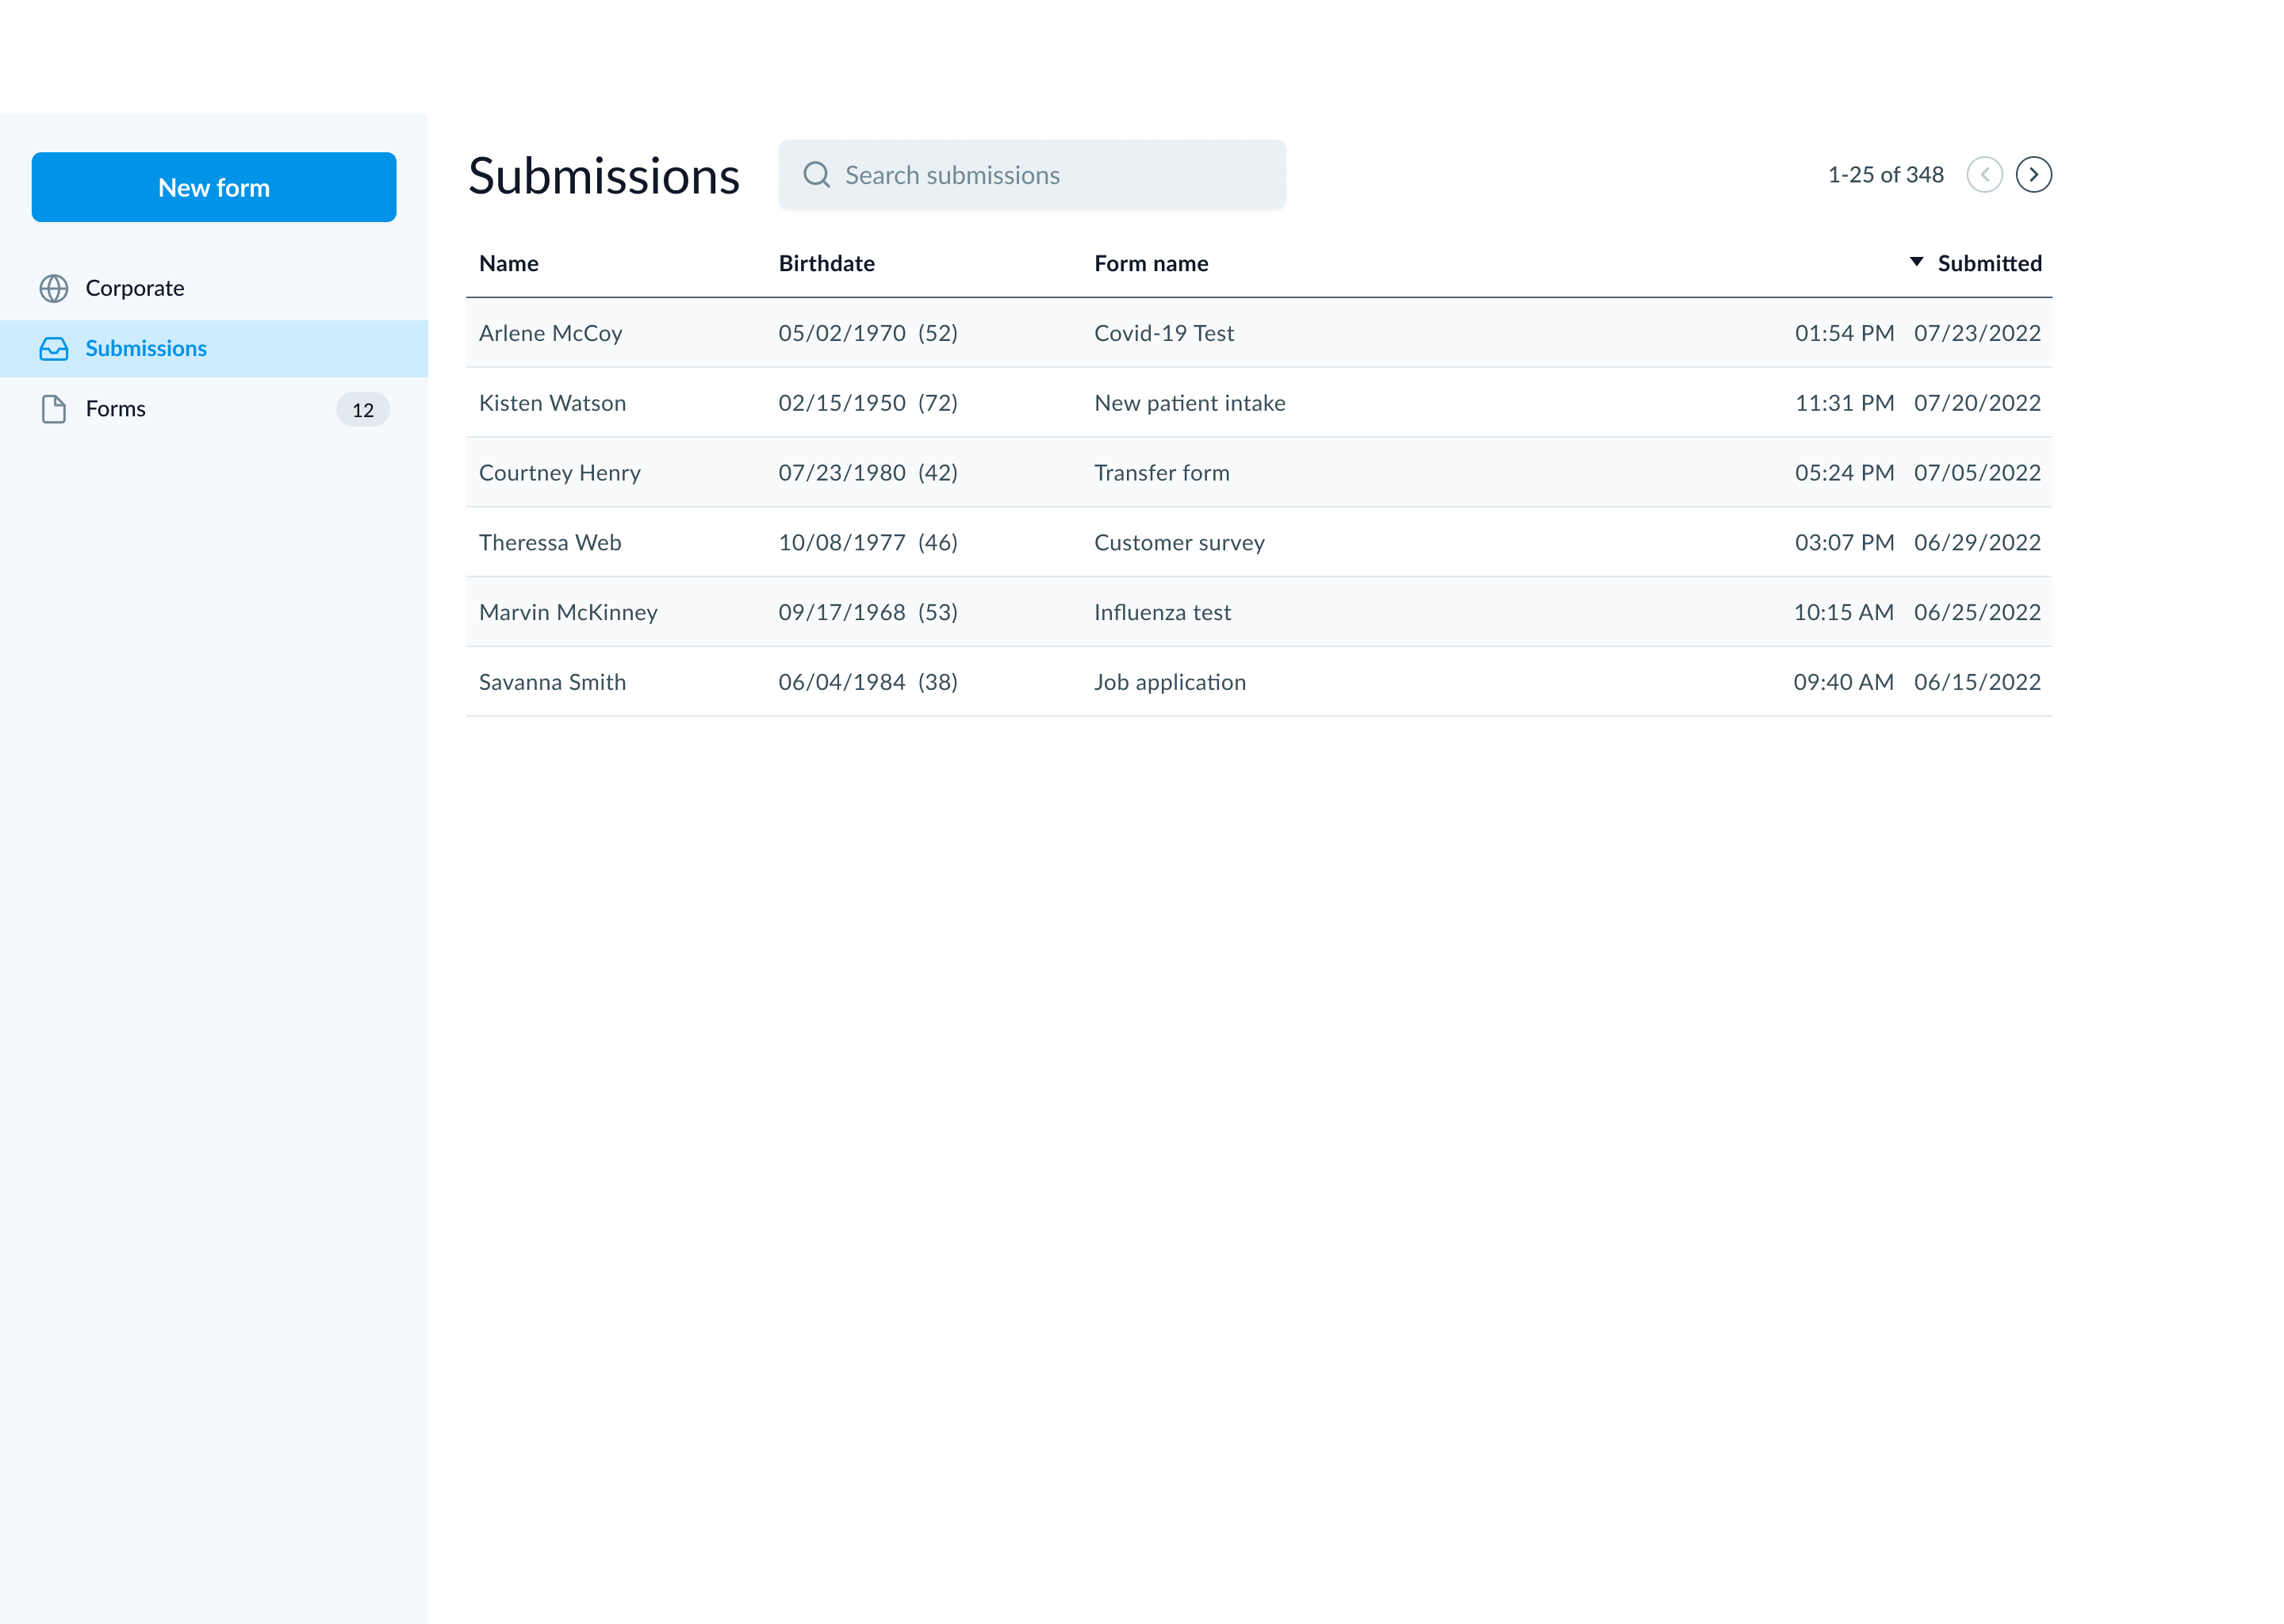 New form
Corporate
Submissions
Forms 12
Submissions Search submissions 1-25 of 348
Name Birthdate Form name Submitted
Arlene McCoy 05/02/1970 (52) Covid-19 Test 01:54 PM 07/23/2022
Kisten Watson 02/15/1950 (72) New patient intake 11:31 PM 07/20/2022
Courtney Henry 07/23/1980 (42) Transfer form 05:24 PM 07/05/2022
Theressa Web 10/08/1977 (46) Customer survey 03:07 PM 06/29/2022
Marvin McKinney 09/17/1968 (53) Influenza test 10:15 AM 06/25/2022
Savanna Smith 06/04/1984 (38) Job application 09:40 AM 06/15/2022